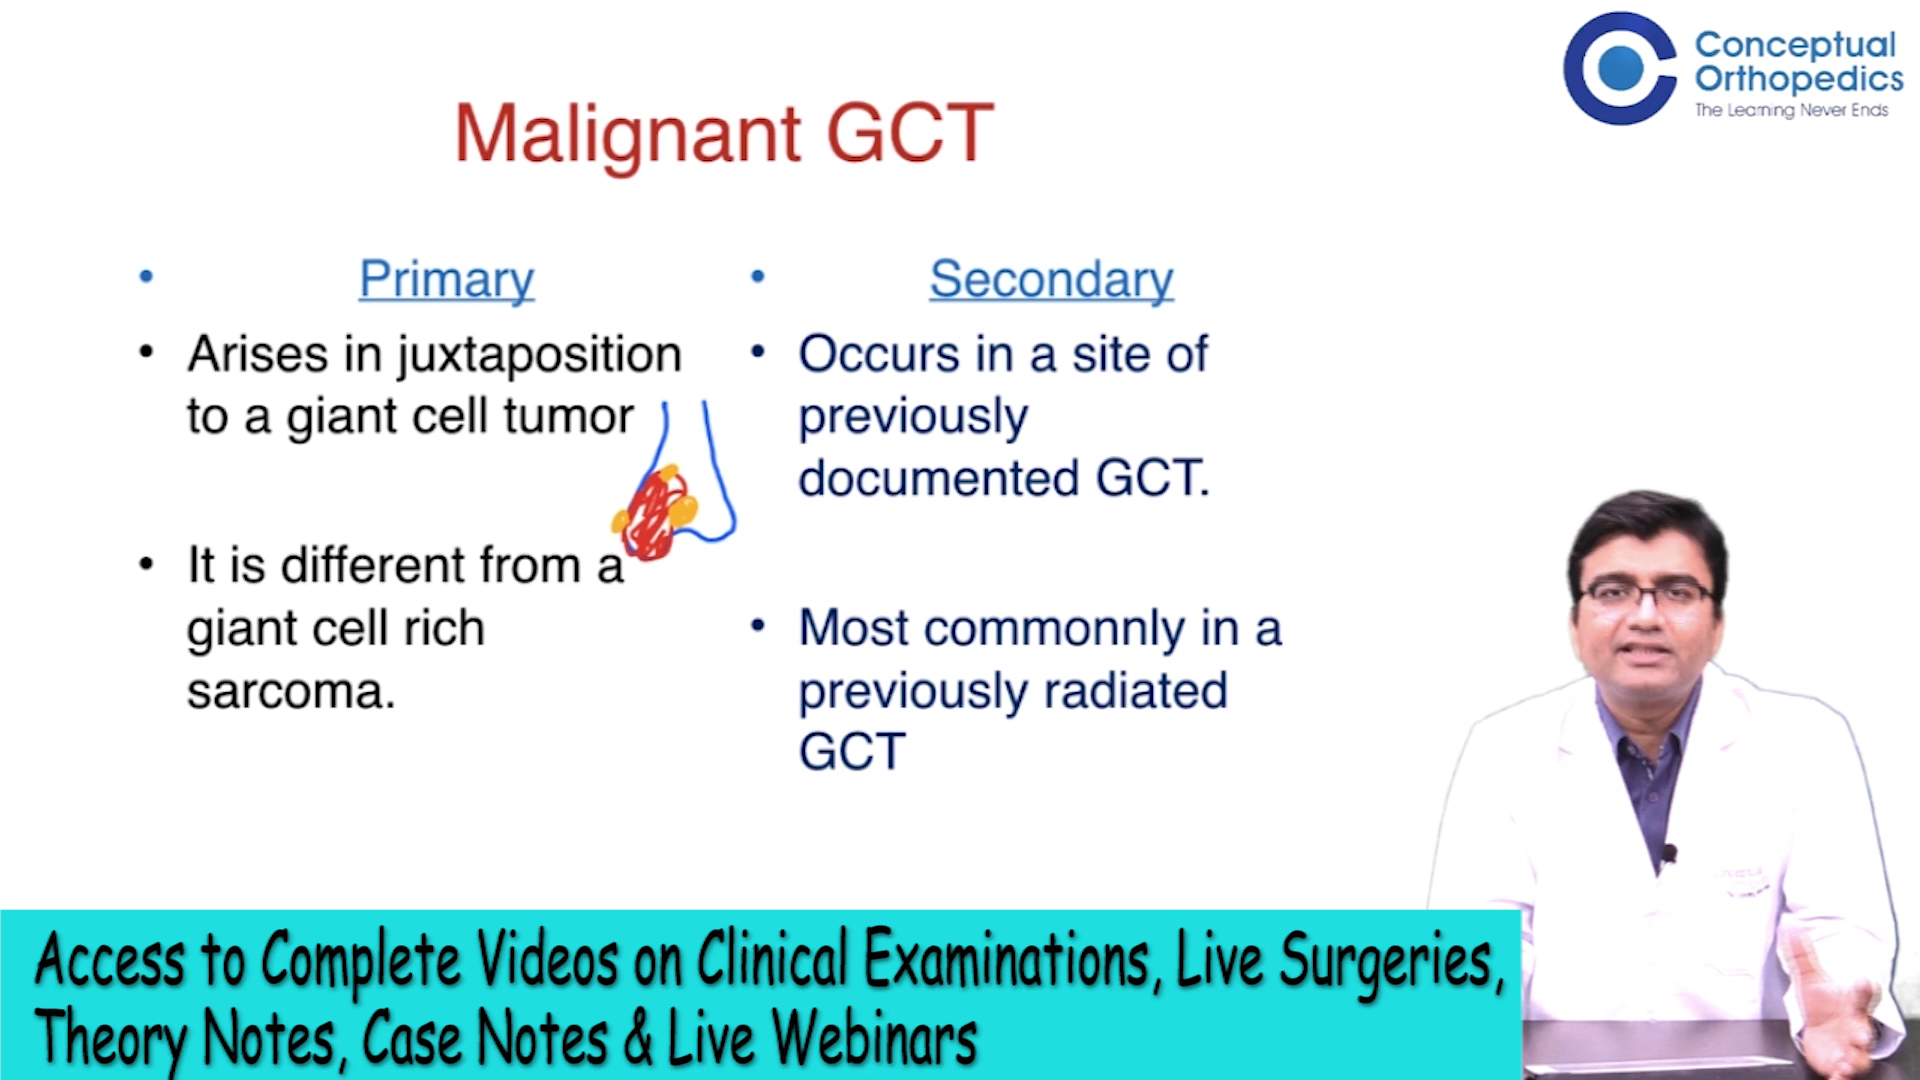 Conceptual
Orthopedics
The Learning Never Ends
Malignant GCT
• Primary
• Arises in juxtaposition
to a giant cell tumor
• It is different from a
giant cell rich
sarcoma.
• Secondary
• Occurs in a site of
previously
documented GCT.
• Most commonnly in a
previously radiated
GCT
Access to Complete Videos on Clinical Examinations, Live Surgeries,
Theory Notes, Case Notes & Live Webinars